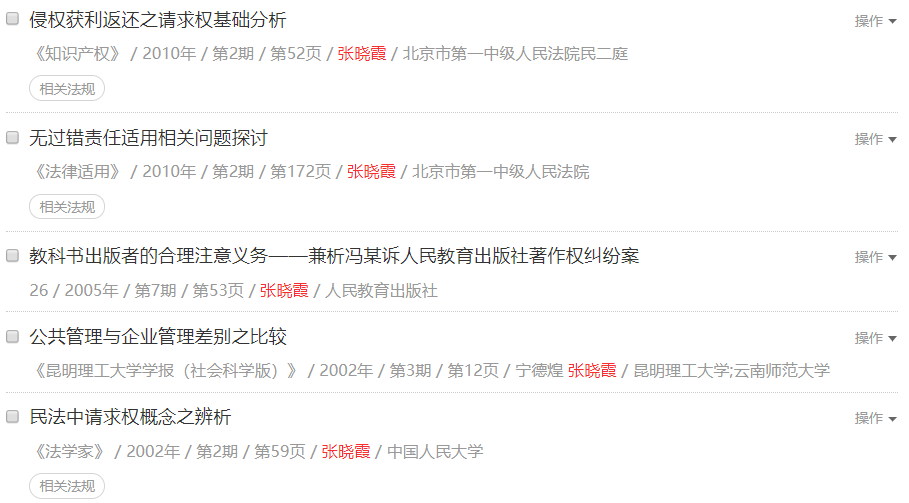 侵权获利返还之请求权基础分析 操作
《知识产权》 / 2010年 / 第2期 / 第52页 / 张晓霞 / 北京市第一中级人民法院民二庭
相关法规
无过错责任适用相关问题探讨 操作
《法律适用》 / 2010年 / 第2期 / 第172页 / 张晓霞 / 北京市第一中级人民法院
相关法规
教科书出版者的合理注意义务——兼析冯某诉人民教育出版社著作权纠纷案 操作
26 / 2005年 / 第7期 / 第53页 / 张晓霞 / 人民教育出版社
公共管理与企业管理差别之比较 操作
《昆明理工大学学报（社会科学版）》 / 2002年 / 第3期 / 第12页 / 宁德煌 张晓霞 / 昆明理工大学;云南师范大学
民法中请求权概念之辨析 操作
《法学家》 / 2002年 / 第2期 / 第59页 / 张晓霞 / 中国人民大学
相关法规